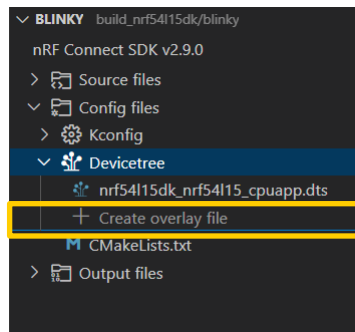 BLINKY build_nrf54l15dk/blinky
nRF Connect SDK v2.9.0
Source files
Config files
Kconfig
Devicetree
nrf54l15dk_nrf54l15_cpuapp.dts
Create overlay file
CMakeLists.txt
Output files